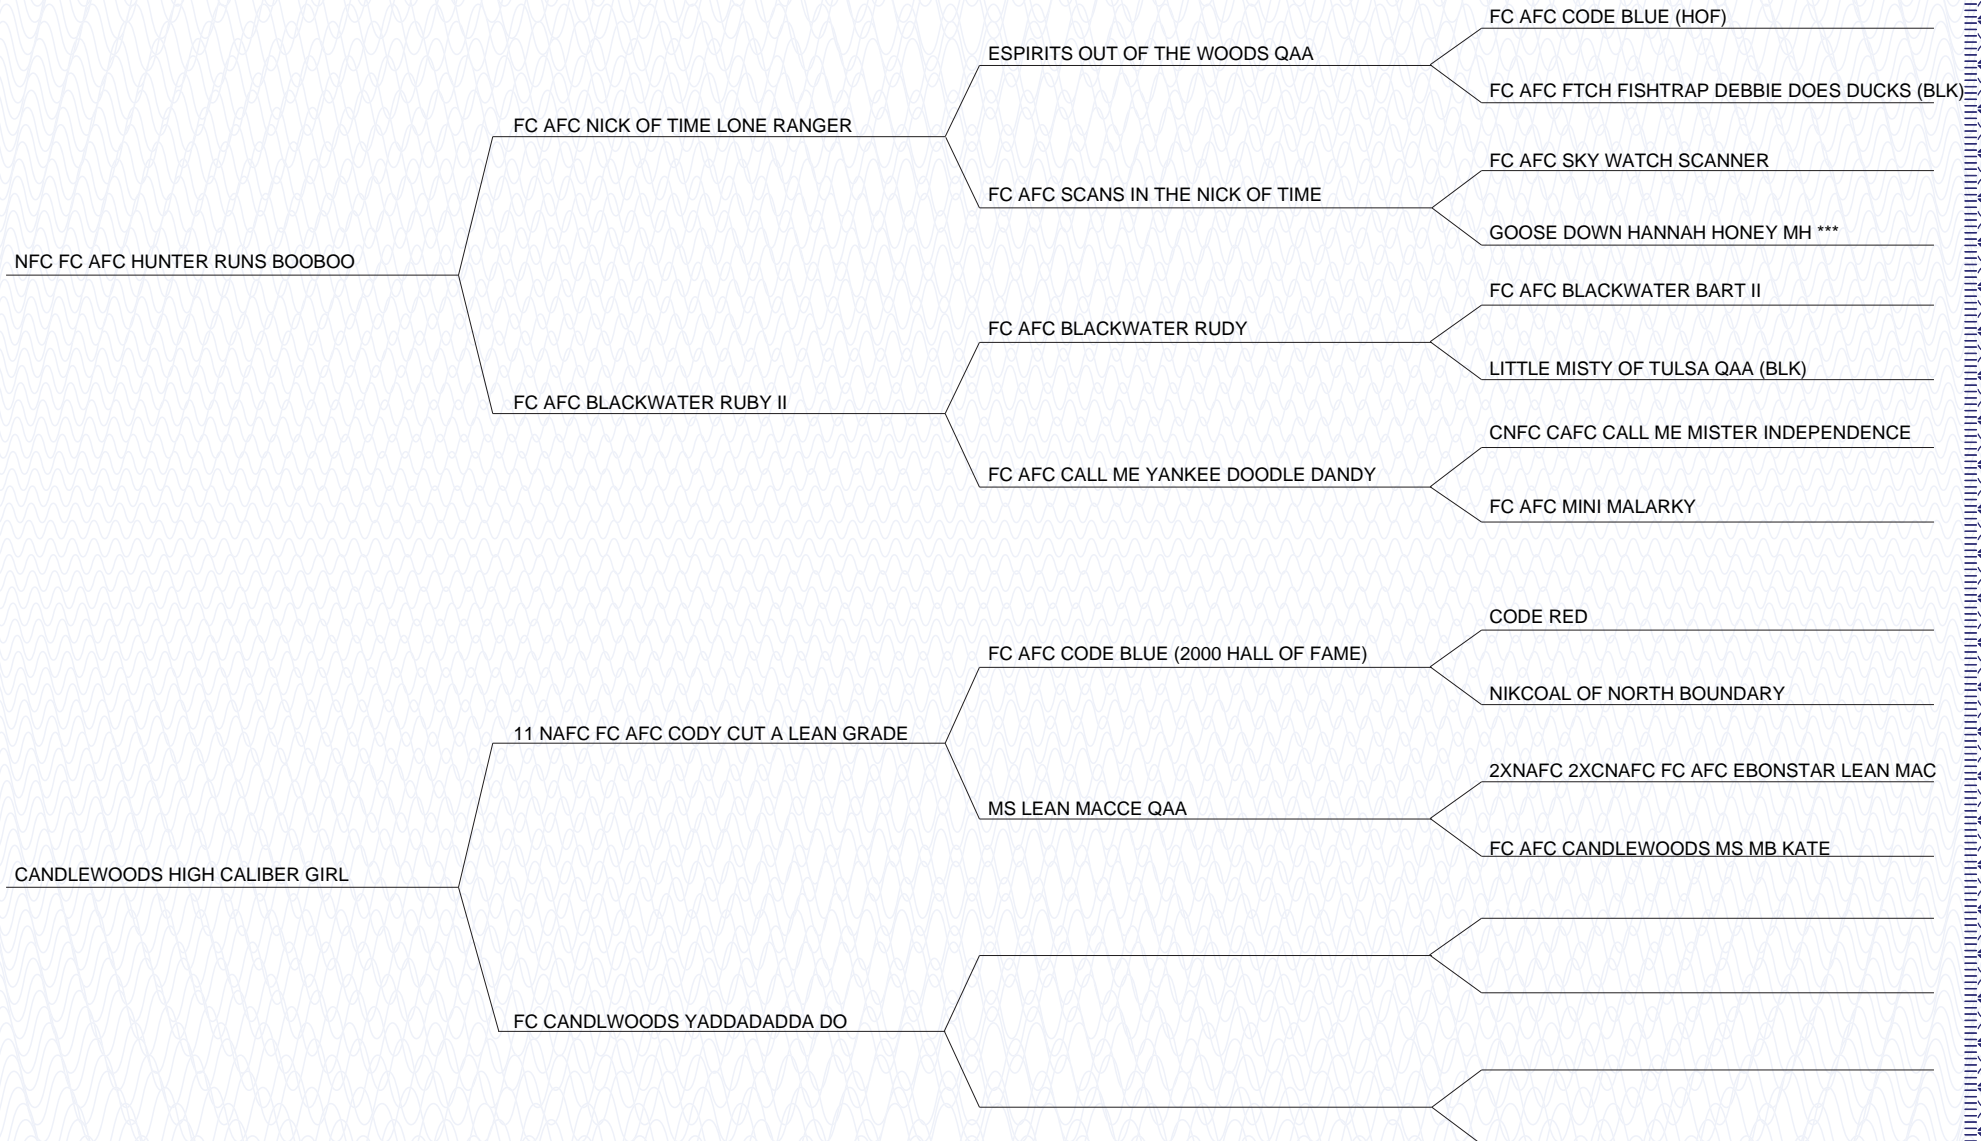 FC AFC CODE BLUE (HOF)
ESPIRITS OUT OF THE WOODS QAA
FC AFC FTCH FISHTRAP DEBBIE DOES DUCKS (BLK)
FC AFC NICK OF TIME LONE RANGER
FC AFC SKY WATCH SCANNER
FC AFC SCANS IN THE NICK OF TIME
GOOSE DOWN HANNAH HONEY MH ***
NFC FC AFC HUNTER RUNS BOOBOO
FC AFC BLACKWATER BART II
FC AFC BLACKWATER RUDY
LITTLE MISTY OF TULSA QAA (BLK)
FC AFC BLACKWATER RUBY II
CNFC CAFC CALL ME MISTER INDEPENDENCE
FC AFC CALL ME YANKEE DOODLE DANDY
FC AFC MINI MALARKY
CODE RED
FC AFC CODE BLUE (2000 HALL OF FAME)
NIKCOAL OF NORTH BOUNDARY
11 NAFC FC AFC CODY CUT A LEAN GRADE
2XNAFC 2XCNAFC FC AFC EBONSTAR LEAN MAC
MS LEAN MACCE QAA
FC AFC CANDLEWOODS MS MB KATE
CANDLEWOODS HIGH CALIBER GIRL
FC CANDLWOODS YADDADADDA DO